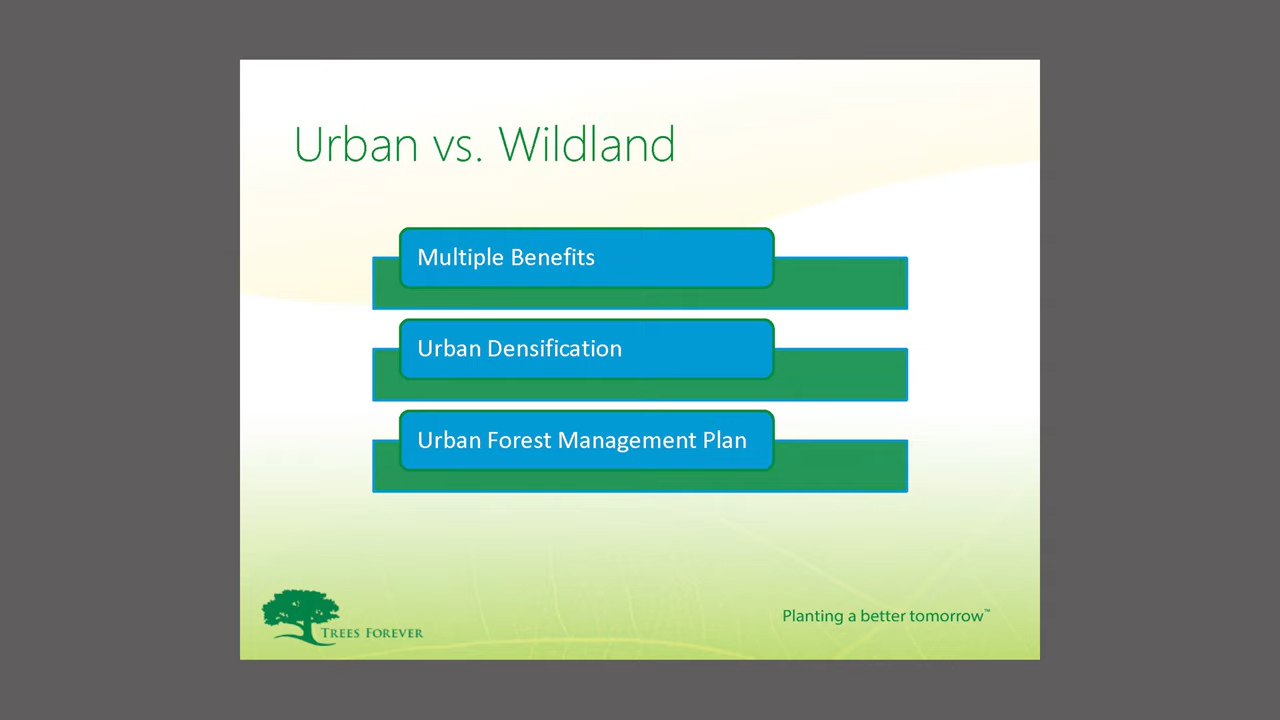 Urban vs. Wildland
Multiple Benefits
Urban Densification
Urban Forest Management Plan
TREES FOREVER
Planting a better tomorrow™